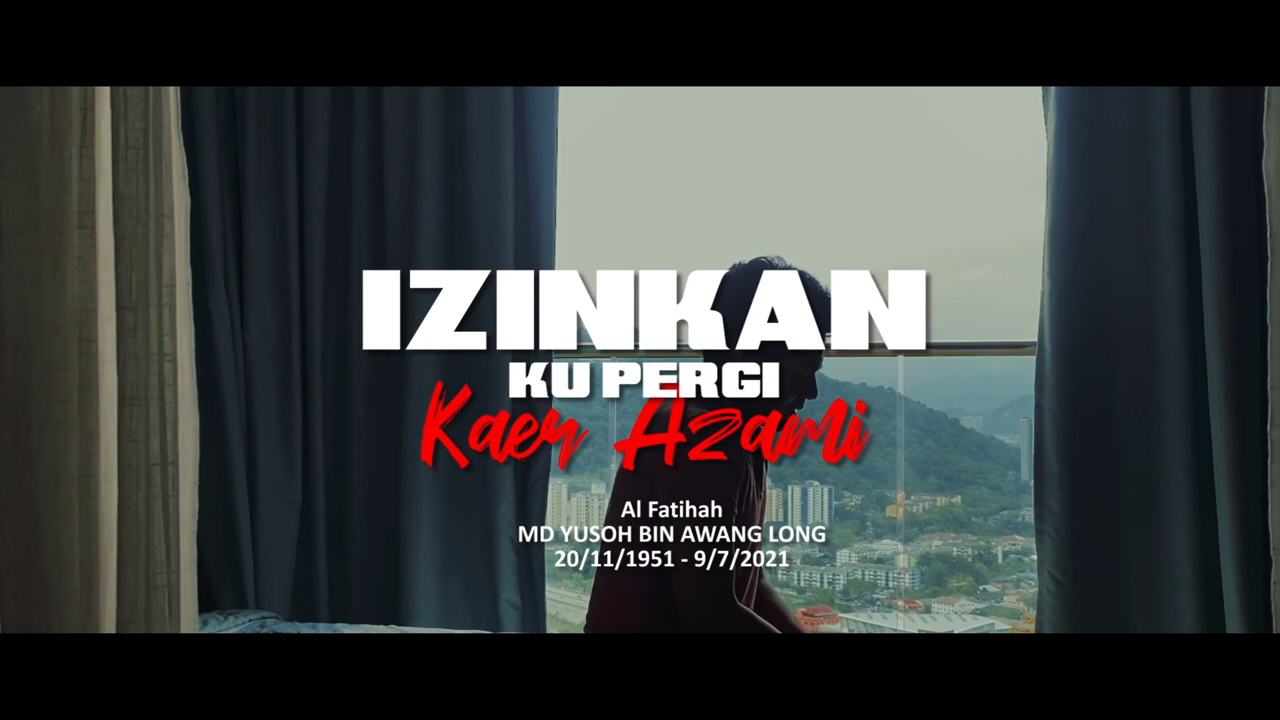 IZINKAN
KU PERGI
Kaer Azami
Al Fatihah
MD YUSOH BIN AWANG LONG
20/11/1951 - 9/7/2021